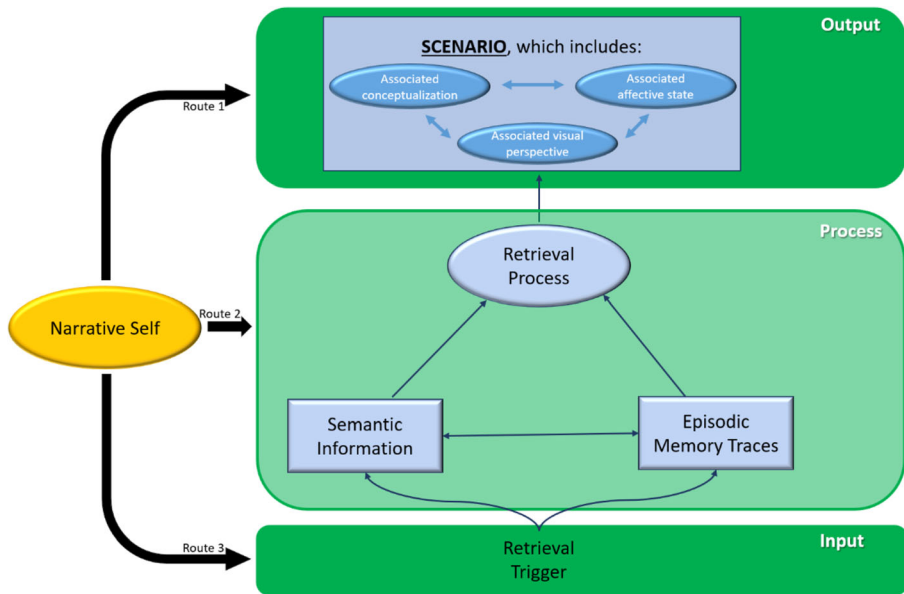 Output
SCENARIO, which includes:
Associated
conceptualization
Associated
affective state
Associated visual
perspective
Route 1
Process
Retrieval
Process
Narrative Self
Route 2
Semantic
Information
Episodic
Memory Traces
Input
Route 3
Retrieval
Trigger